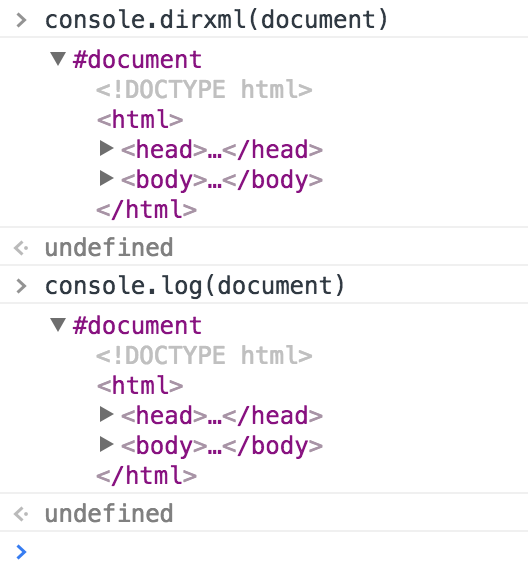 > console.dirxml(document)
▼ #document
<!DOCTYPE html>
<html>
▶ <head>…</head>
▶ <body>…</body>
</html>
<· undefined
> console.log(document)
▼ #document
<!DOCTYPE html>
<html>
▶ <head>…</head>
▶ <body>…</body>
</html>
<· undefined
>